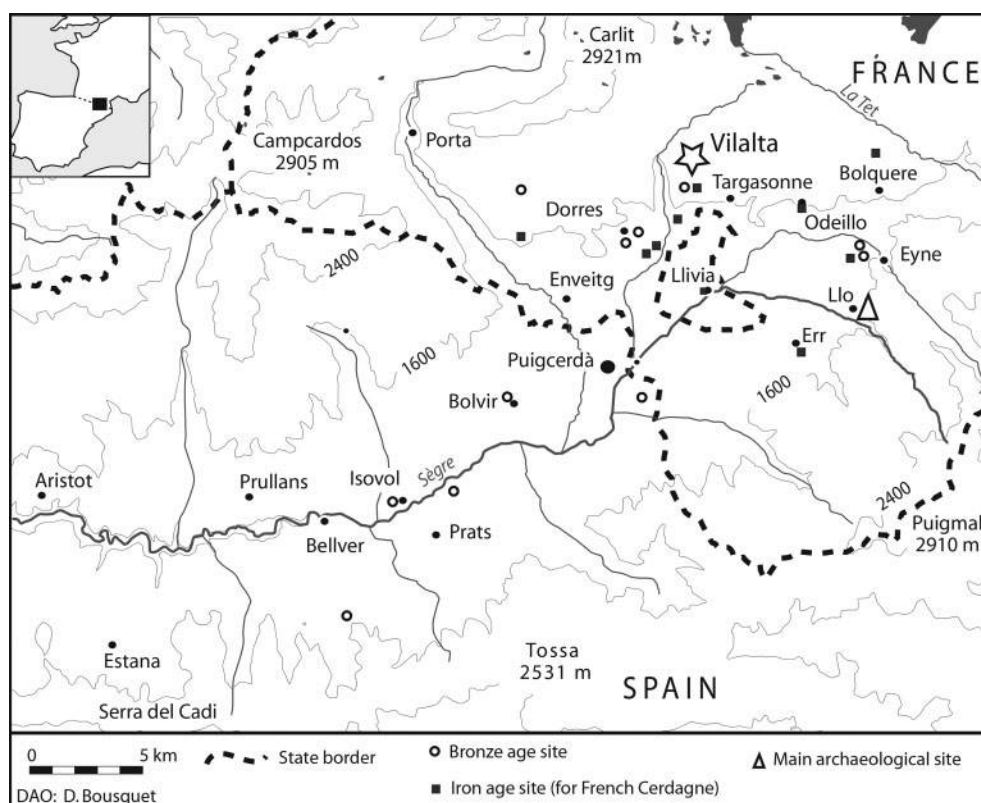 Carlit
2921m
FRANCE
La Tet
Campcardos
2905 m
Porta
Vilalta
Targasonne
Bolquere
Dorres
Odeillo
2400
Enveitg
Llivia
Eyne
Llo
Err
1600
Puigcerdà
1600
Bolvir
Sègre
Aristot
Prullans
Isovol
2400
Bellver
Prats
Puigmal
2910 m
Estana
Tossa
2531 m
SPAIN
Serra del Cadi
0 5 km
State border
Bronze age site
Main archaeological site
Iron age site (for French Cerdagne)
DAO: D. Bousquet